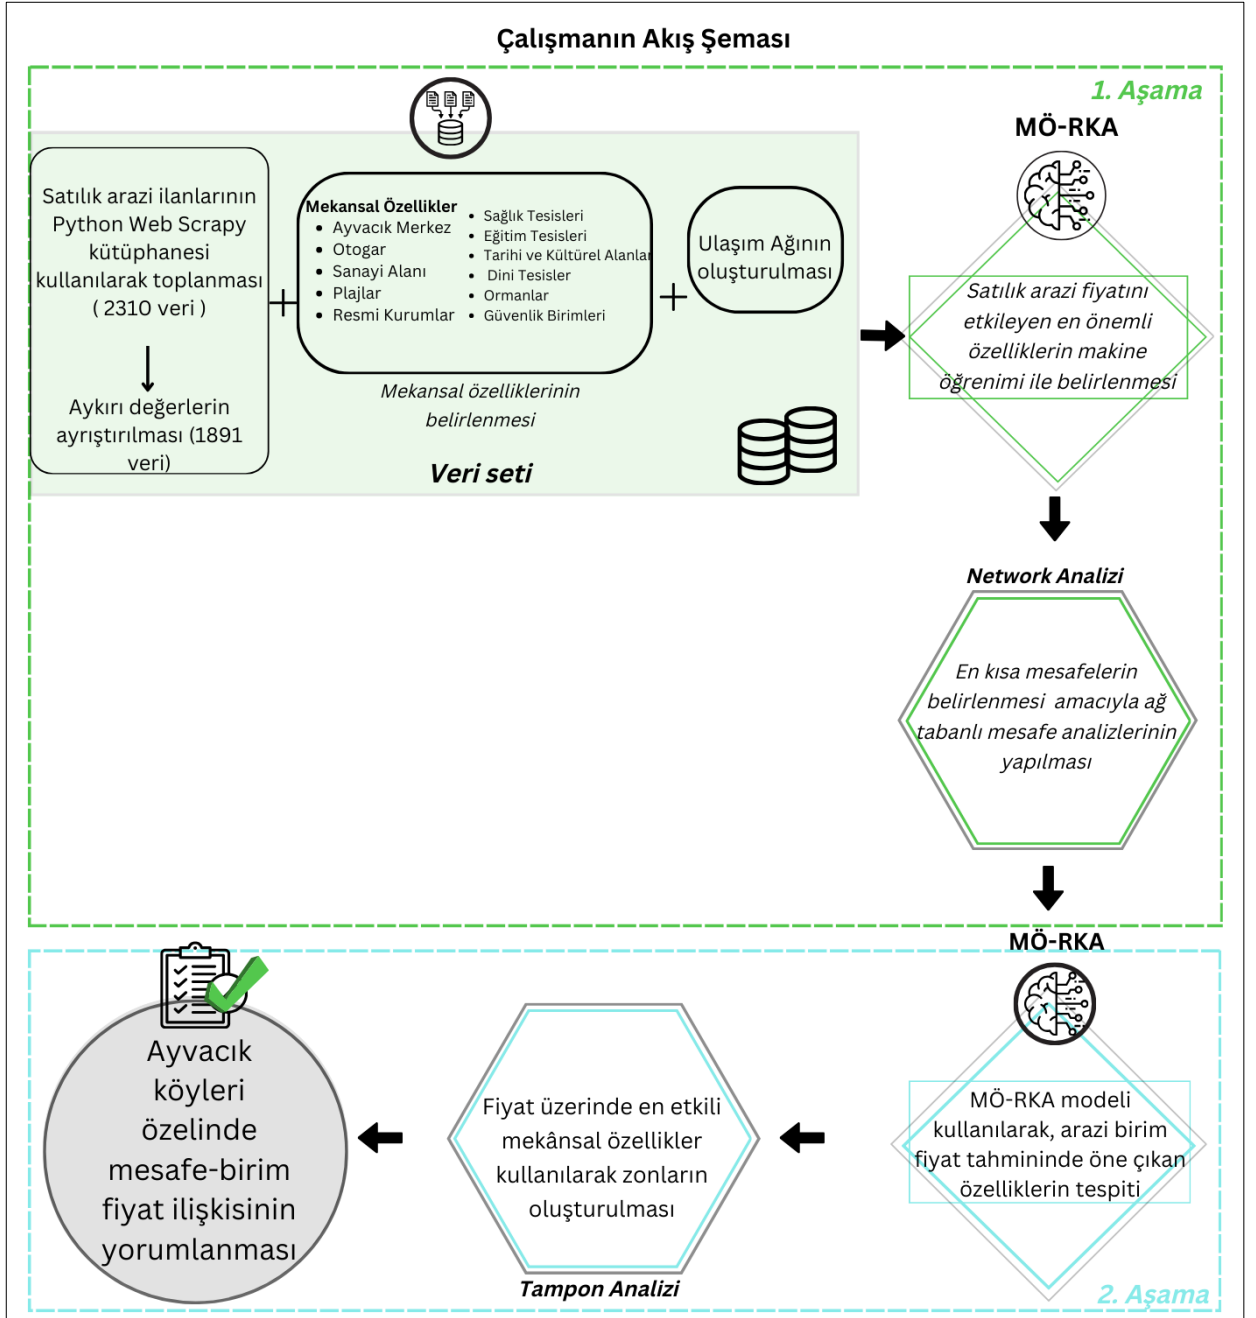 Çalışmanın Akış Şeması
1. Aşama
Satılık arazi ilanlarının
Python Web Scrapy
kütüphanesi
kullanılarak toplanması
( 2310 veri )
Aykırı değerlerin
ayrıştırılması (1891
veri)
+
Mekansal Özellikler
• Ayvacık Merkez
• Otogar
• Sanayi Alanı
• Plajlar
• Resmi Kurumlar
• Sağlık Tesisleri
• Eğitim Tesisleri
• Tarihi ve Kültürel Alanlar
• Dini Tesisler
• Ormanlar
• Güvenlik Birimleri
Mekansal özelliklerinin
belirlenmesi
+
Ulaşım Ağının
oluşturulması
Veri seti
MÖ-RKA
Satılık arazi fiyatını
etkileyen en önemli
özelliklerin makine
öğrenimi ile belirlenmesi
Network Analizi
En kısa mesafelerin
belirlenmesi amacıyla ağ
tabanlı mesafe analizlerinin
yapılması
MÖ-RKA
MÖ-RKA modeli
kullanılarak, arazi birim
fiyat tahmininde öne çıkan
özelliklerin tespiti
Fiyat üzerinde en etkili
mekânsal özellikler
kullanılarak zonların
oluşturulması
Tampon Analizi
Ayvacık
köyleri
özelinde
mesafe-birim
fiyat ilişkisinin
yorumlanması
2. Aşama